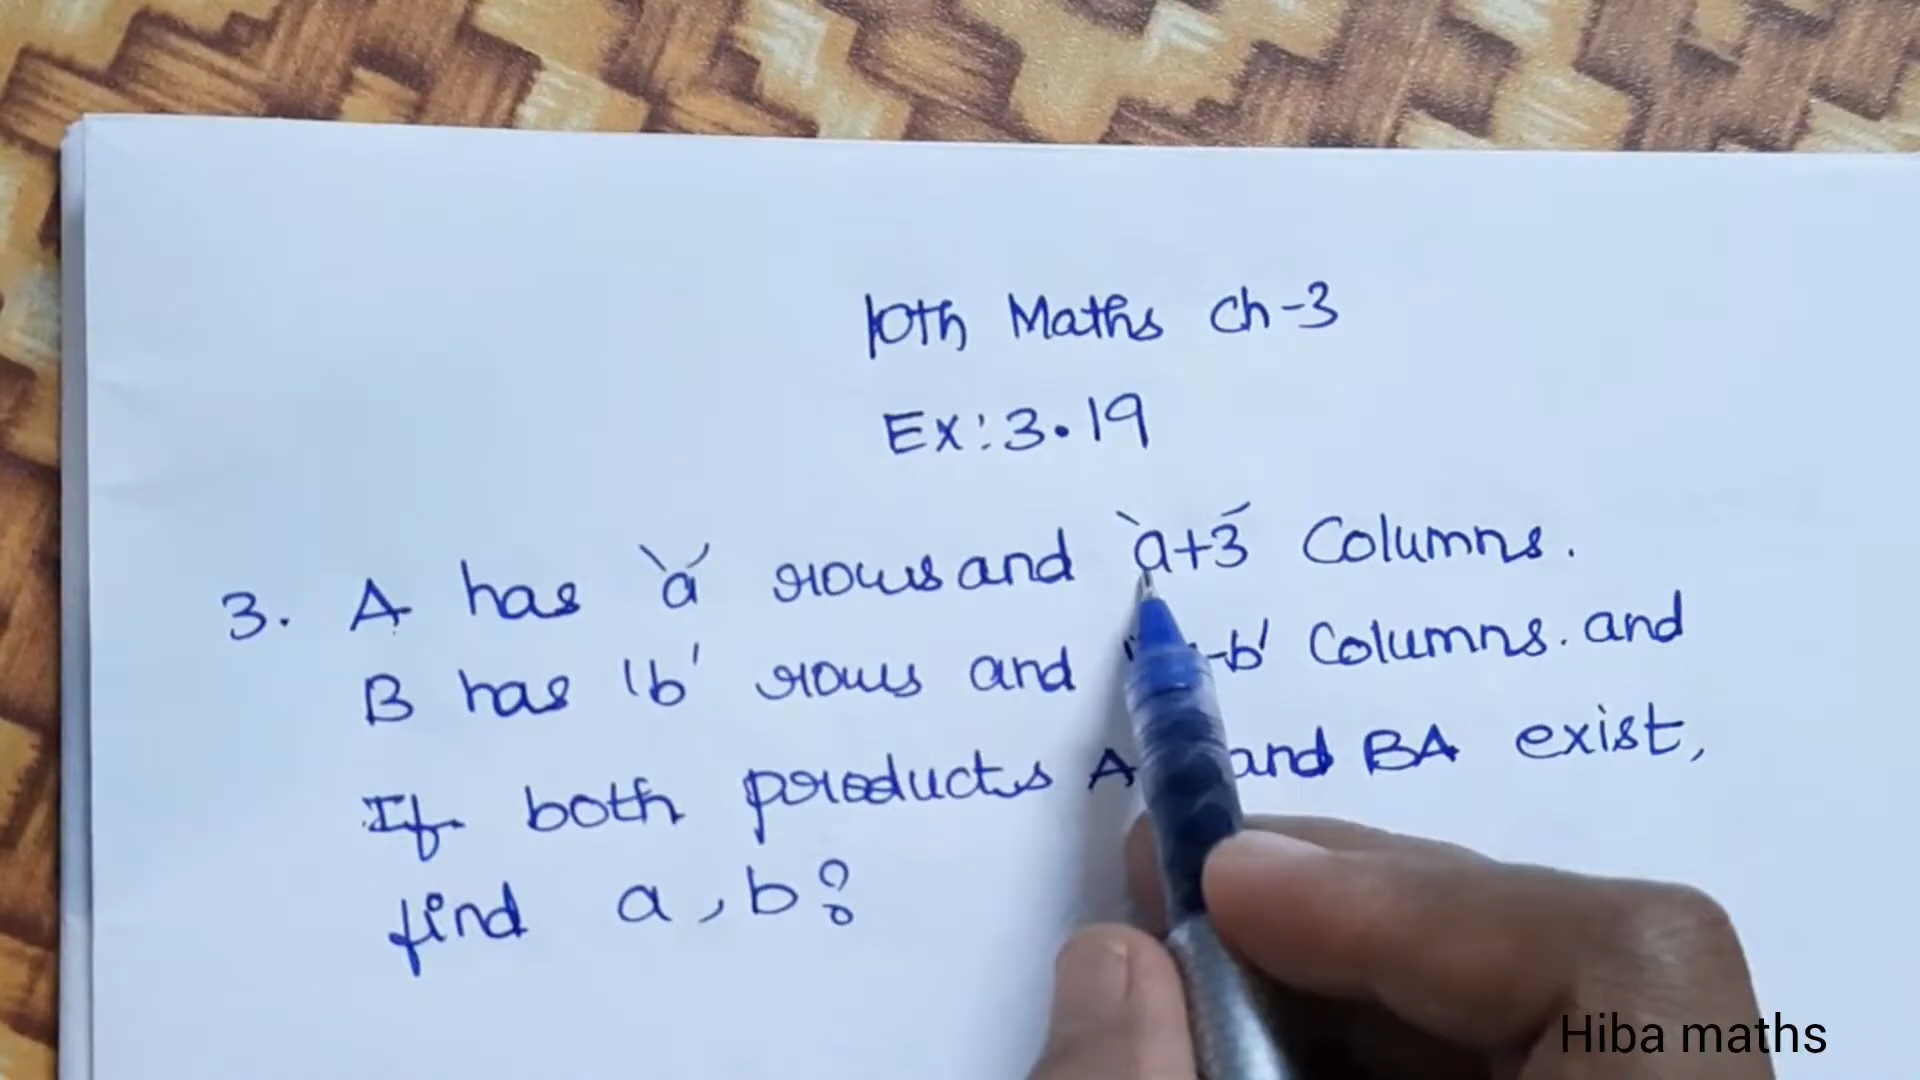 10th Maths Ch-3
Ex: 3.19
3. A has 'a' rows and 'a+3' Columns.
B has 'b' rows and -b' Columns. and
If both products A and BA exist,
find a, b?
Hiba maths